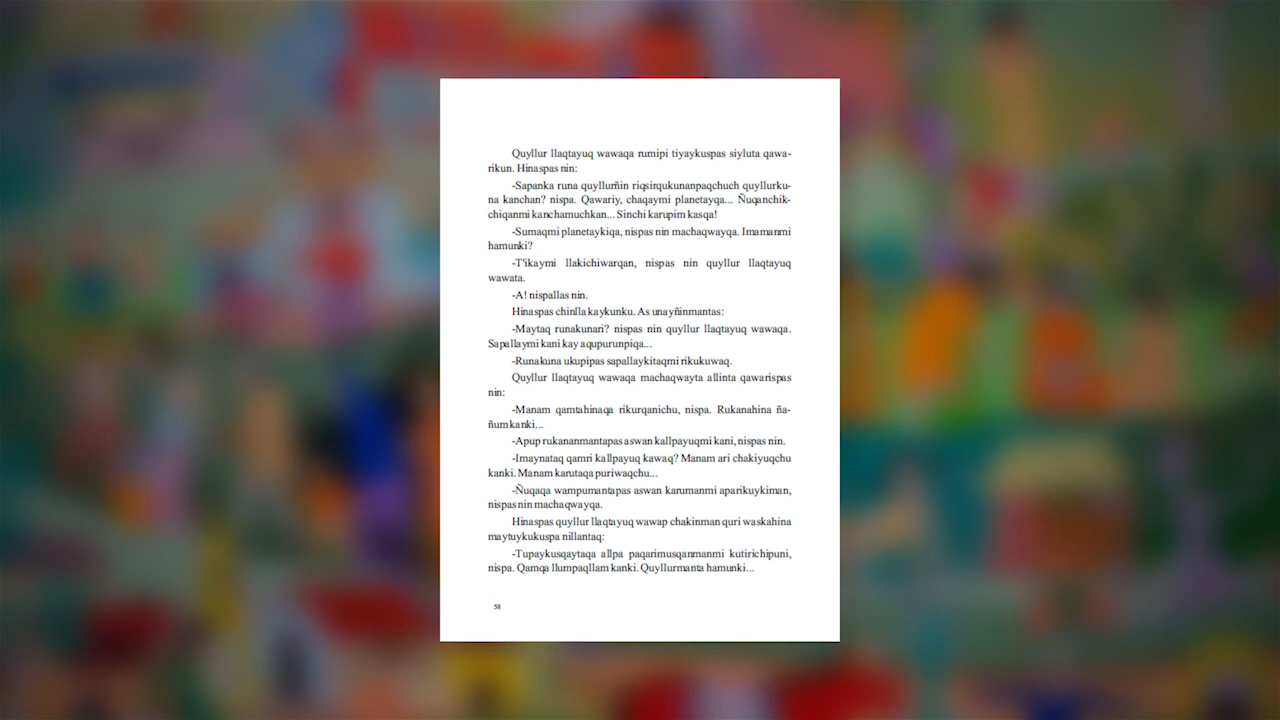 Quyllur llaqtayuq wawaqa rumipi tiyaykuspas siyluta qawa-
rikun. Hinaspas nin:
-Sapanka runa quyllurñin riqsirqukunanpaqchuch quyllurku-
na kanchan? nispa. Qawariy, chaqaymi planetayqa... Ñuqanchik-
chiqanmi kanchamuchkan... Sinchi karupim kasqa!
-Sumaqmi planetaykiqa, nispas nin machaqwayqa. Imamanmi
hamunki?
-T'ikaymi llakichiwarqan, nispas nin quyllur llaqtayuq
wawata.
-A! nispallas nin.
Hinaspas chinlla kaykunku. As unayñinmantas:
-Maytaq runakunari? nispas nin quyllur llaqtayuq wawaqa.
Sapallaymi kani kay aqupurunpiqa...
-Runakuna ukupipas sapallaykitaqmi rikukuwaq.
Quyllur llaqtayuq wawaqa machaqwayta allinta qawarispas
nin:
-Manam qamtahinaqa rikurqanichu, nispa. Rukanahina ña-
ñum kanki...
-Apup rukananmantapas aswan kallpayuqmi kani, nispas nin.
-Imaynataq qamri kallpayuq kawaq? Manam ari chakiyuqchu
kanki. Manam karutaqa puriwaqchu...
-Ñuqaqa wampumantapas aswan karumanmi aparikuykiman,
nispas nin machaqwayqa.
Hinaspas quyllur llaqtayuq wawap chakinman quri waskahina
maytuykukuspa nillantaq:
-Tupaykusqaytaqa allpa paqarimusqanmanmi kutirichipuni,
nispa. Qamqa llumpaqllam kanki. Quyllurmanta hamunki...
58